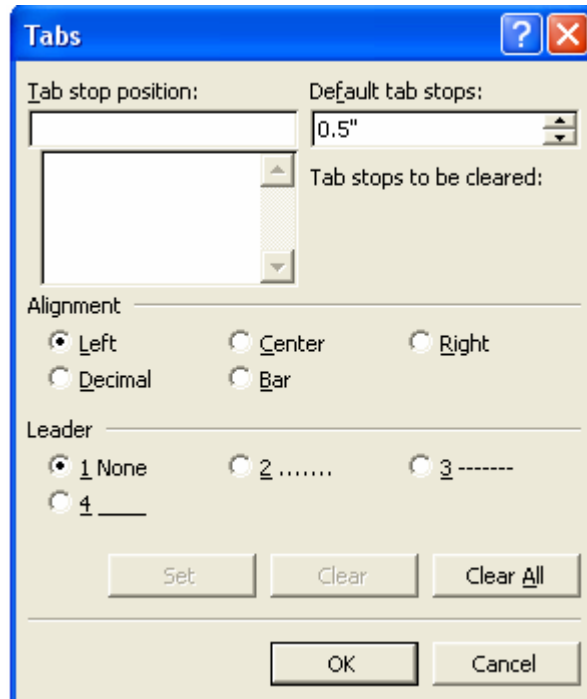 Tabs
Tab stop position: Default tab stops:
0.5"
Tab stops to be cleared:
Alignment
Left Center Right
Decimal Bar
Leader
1 None 2 ....... 3 -------
4 ____
Set Clear Clear All
OK Cancel